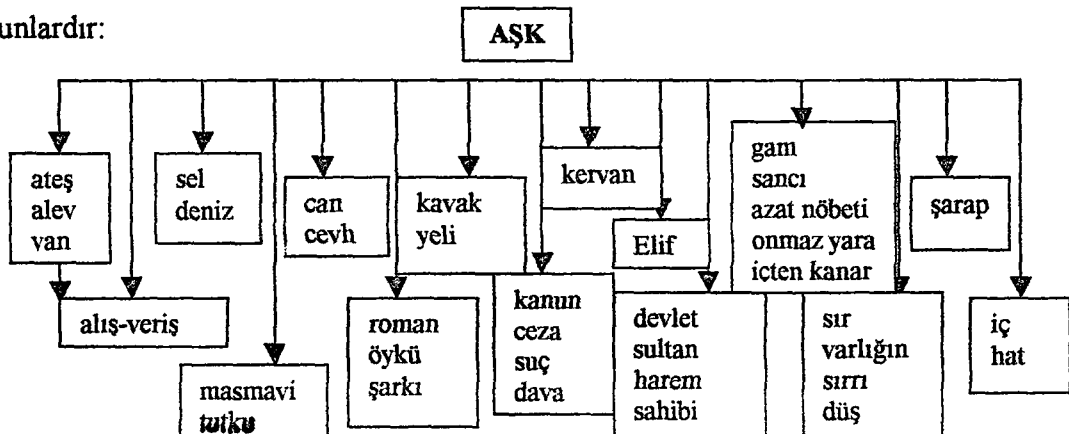 unlardır:
AŞK
ateş
alev
van
alış-veriş
sel
deniz
masmavi
tutku
can
cevh
roman
öykü
şarkı
kavak
yeli
kanun
ceza
suç
dava
kervan
Elif
devlet
sultan
harem
sahibi
gam
sancı
azat nöbeti
onmaz yara
içten kanar
sır
varlığın
sırrı
düş
şarap
iç
hat